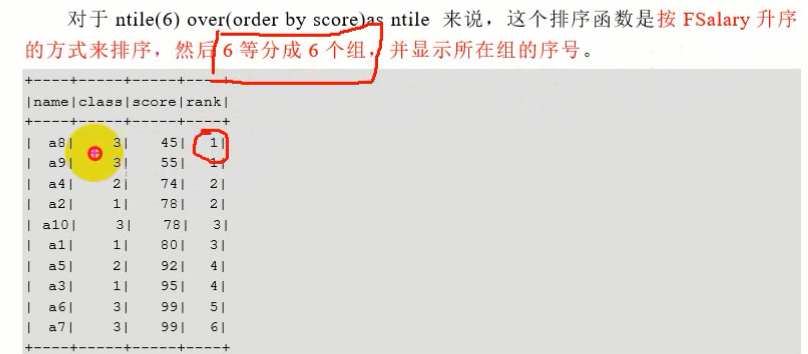 对于 ntile(6) over(order by score)as ntile 来说，这个排序函数是按 FSalary 升序
的方式来排序，然后 6 等分成 6 个组，并显示所在组的序号。
+----+-----+-----+----+
|name|class|score|rank|
+----+-----+-----+----+
|  a8|    3|   45|   1|
|  a9|    3|   55|   1|
|  a4|    2|   74|   2|
|  a2|    1|   78|   2|
| a10|    3|   78|   3|
|  a1|    1|   80|   3|
|  a5|    2|   92|   4|
|  a3|    1|   95|   4|
|  a6|    3|   99|   5|
|  a7|    3|   99|   6|
+----+-----+-----+----+